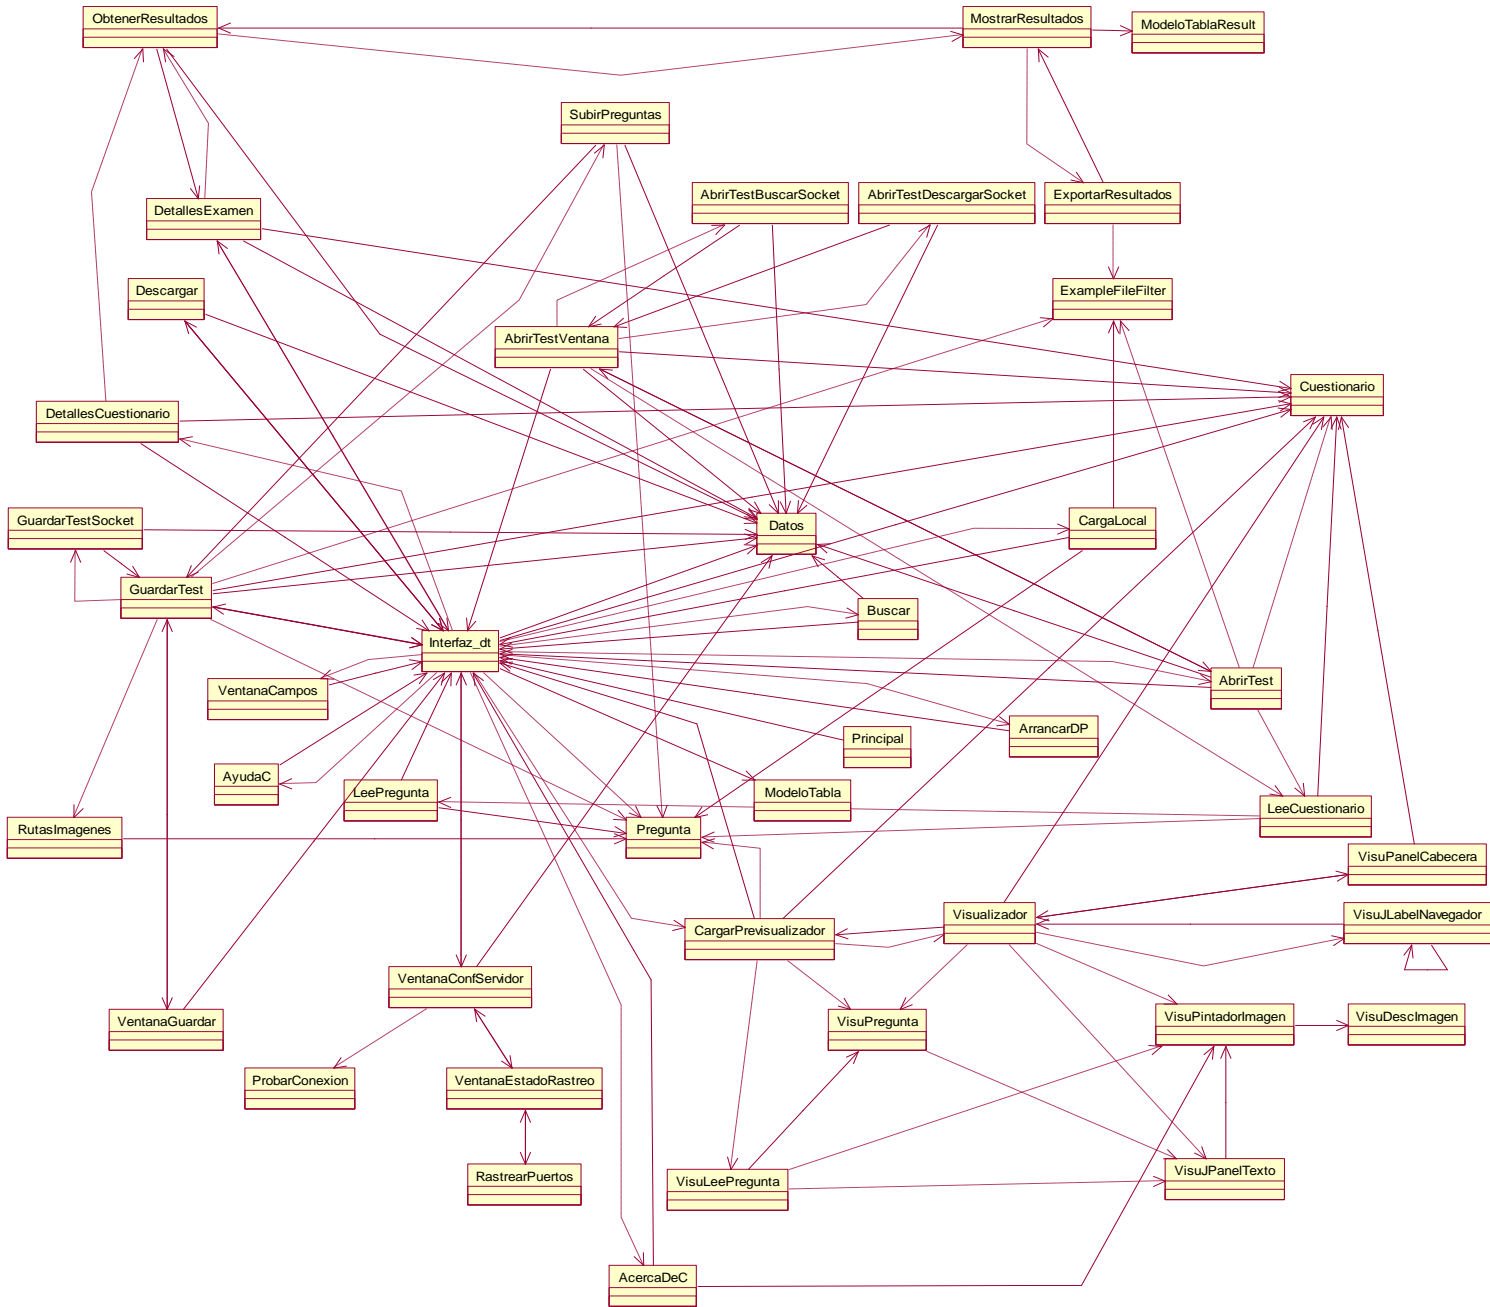 ObtenerResultados
MostrarResultados
ModeloTablaResult
SubirPreguntas
AbrirTestBuscarSocket
AbrirTestDescargarSocket
ExportarResultados
DetallesExamen
Descargar
ExampleFileFilter
AbrirTestVentana
Cuestionario
DetallesCuestionario
GuardarTestSocket
Datos
CargaLocal
GuardarTest
Buscar
Interfaz_dt
VentanaCampos
AbrirTest
Principal
ArrancarDP
AyudaC
LeePregunta
ModeloTabla
LeeCuestionario
RutasImagenes
Pregunta
VisuPanelCabecera
CargarPrevisualizador
Visualizador
VisuJLabelNavegador
VentanaConfServidor
VentanaGuardar
VisuPregunta
VisuPintadorImagen
VisuDescImagen
ProbarConexion
VentanaEstadoRastreo
RastrearPuertos
VisuLeePregunta
VisuJPanelTexto
AcercaDeC